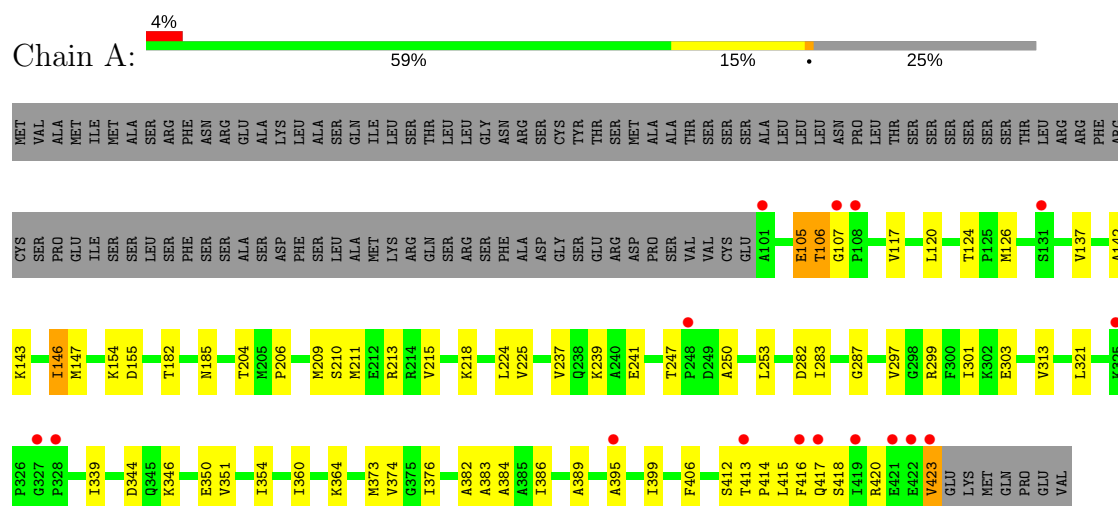 4%
Chain A:
59% 15% • 25%
MET VAL ALA MET ILE MET ALA SER ARG PHE ASN ARG GLU ALA LYS LEU ALA SER GLN ILE LEU SER THR LEU LEU GLY ASN ARG SER CYS TYR THR SER MET ALA ALA THR SER SER SER ALA LEU LEU LEU ASN PRO LEU THR SER SER SER SER SER SER THR LEU ARG ARG PHE ARG
CYS SER PRO GLU ILE SER SER LEU SER PHE SER SER ALA SER ASP PHE SER LEU ALA MET LYS ARG GLN SER ARG SER PHE ALA ASP GLY SER GLU ARG ASP PRO SER VAL VAL CYS GLU A101 E105 T106 G107 P108 V117 L120 T124 P125 M126 S131 V137 A142
K143 I146 M147 K154 D155 T182 N185 T204 M205 P206 M209 S210 M211 E212 R213 R214 V215 K218 L224 V225 V237 Q238 K239 A240 E241 T247 P248 D249 A250 L253 D282 I283 G287 V297 G298 R299 F300 I301 K302 E303 V313 L321 K325
P326 G327 P328 I339 D344 Q345 K346 E350 V351 I354 I360 K364 M373 V374 G375 I376 A382 A383 A384 A385 I386 A389 A395 I399 F406 S412 T413 P414 L415 F416 Q417 S418 I419 R420 E421 E422 V423 GLU LYS MET GLN PRO GLU VAL